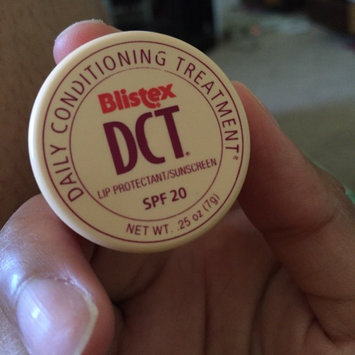 DAILY CONDITIONING TREATMENT®
Blistex®
DCT®
LIP PROTECTANT/SUNSCREEN
SPF 20
NET WT. .25 oz (7g)